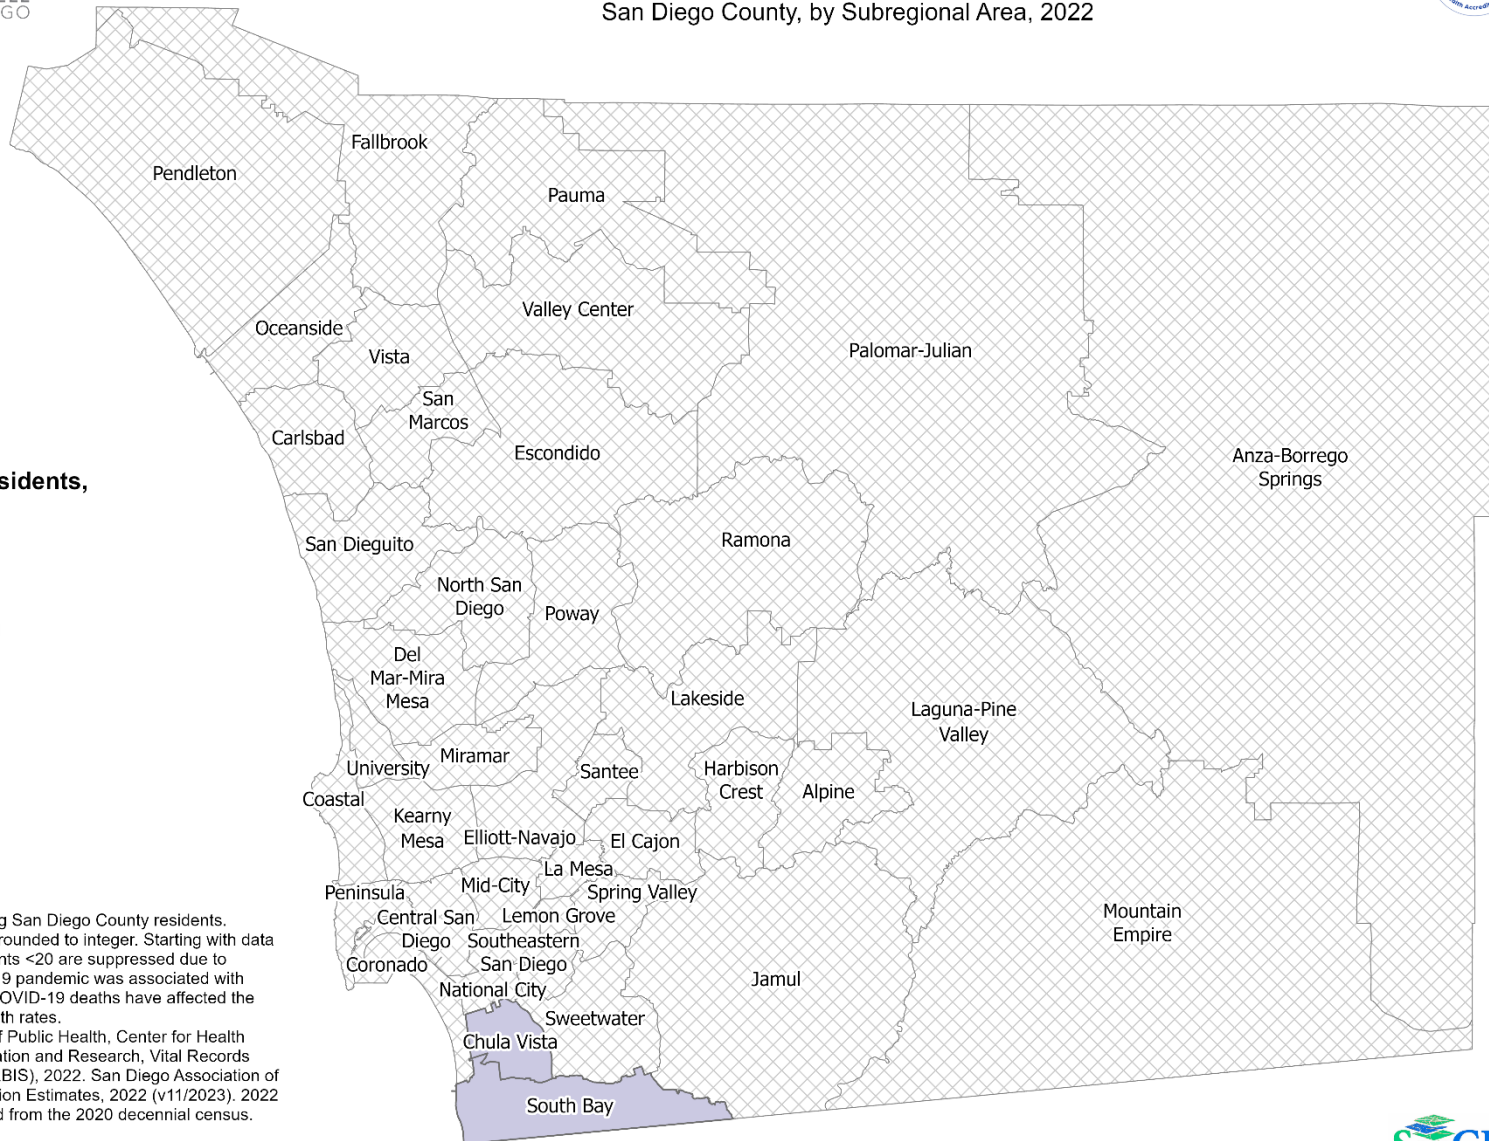 GO
San Diego County, by Subregional Area, 2022
Fallbrook
Pendleton
Pauma
Valley Center
Oceanside
Vista
Palomar-Julian
San
Marcos
Carlsbad
Escondido
Anza-Borrego
Springs
sidents,
San Dieguito
Ramona
North San
Diego
Poway
Del
Mar-Mira
Mesa
Lakeside
Laguna-Pine
Valley
Miramar
University
Santee
Harbison
Crest
Alpine
Coastal
Kearny
Mesa
Elliott-Navajo
El Cajon
La Mesa
Mid-City
Peninsula
Spring Valley
Central San
Diego
Lemon Grove
Southeastern
San Diego
Coronado
Mountain
Empire
Jamul
National City
Sweetwater
Chula Vista
South Bay
g San Diego County residents.
rounded to integer. Starting with data
nts <20 are suppressed due to
9 pandemic was associated with
OVID-19 deaths have affected the
th rates.
f Public Health, Center for Health
ation and Research, Vital Records
BIS), 2022. San Diego Association of
ion Estimates, 2022 (v11/2023). 2022
d from the 2020 decennial census.